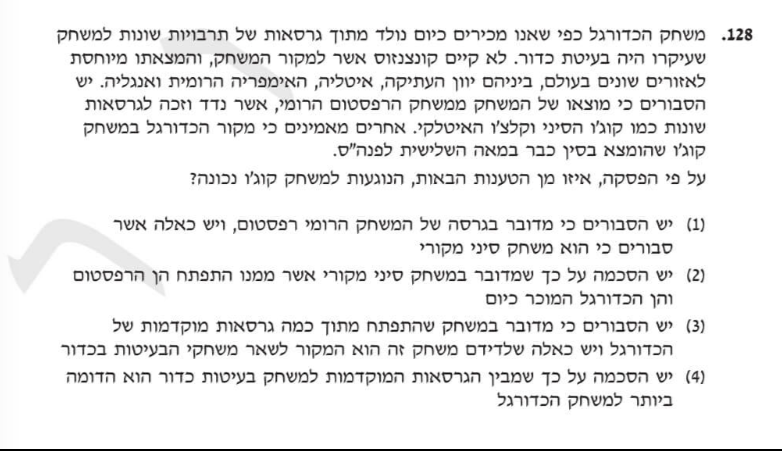 128. משחק הכדורגל כפי שאנו מכירים כיום נולד מתוך גרסאות של תרבויות שונות למשחק
שעיקרו היה בעיטת כדור. לא קיים קונצנזוס אשר למקור המשחק, והמצאתו מיוחסת
לאזורים שונים בעולם, ביניהם יוון העתיקה, איטליה, האימפריה הרומית ואנגליה. יש
הסבורים כי מוצאו של המשחק ממשחק הרפסטום הרומי, אשר נדד וזכה לגרסאות
שונות כמו קוג'ו הסיני וקלצ'ו האיטלקי. אחרים מאמינים כי מקור הכדורגל במשחק
קוג'ו שהומצא בסין כבר במאה השלישית לפנה"ס.
על פי הפסקה, איזו מן הטענות הבאות, הנוגעות למשחק קוג'ו נכונה?
(1) יש הסבורים כי מדובר בגרסה של המשחק הרומי רפסטום, ויש כאלה אשר
סבורים כי הוא משחק סיני מקורי
(2) יש הסכמה על כך שמדובר במשחק סיני מקורי אשר ממנו התפתח הן הרפסטום
והן הכדורגל המוכר כיום
(3) יש הסבורים כי מדובר במשחק שהתפתח מתוך כמה גרסאות מוקדמות של
הכדורגל ויש כאלה שלדידם משחק זה הוא המקור לשאר משחקי הבעיטות בכדור
(4) יש הסכמה על כך שמבין הגרסאות המוקדמות למשחק בעיטות כדור הוא הדומה
ביותר למשחק הכדורגל